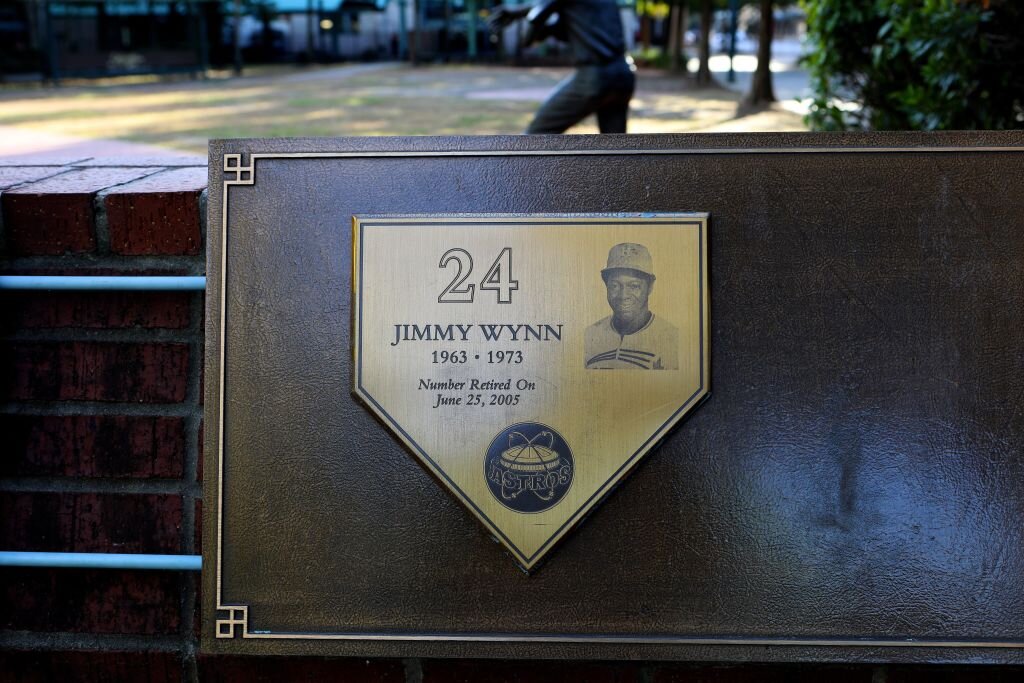 24
JIMMY WYNN
1963 • 1973
Number Retired On
June 25, 2005
ASTROS